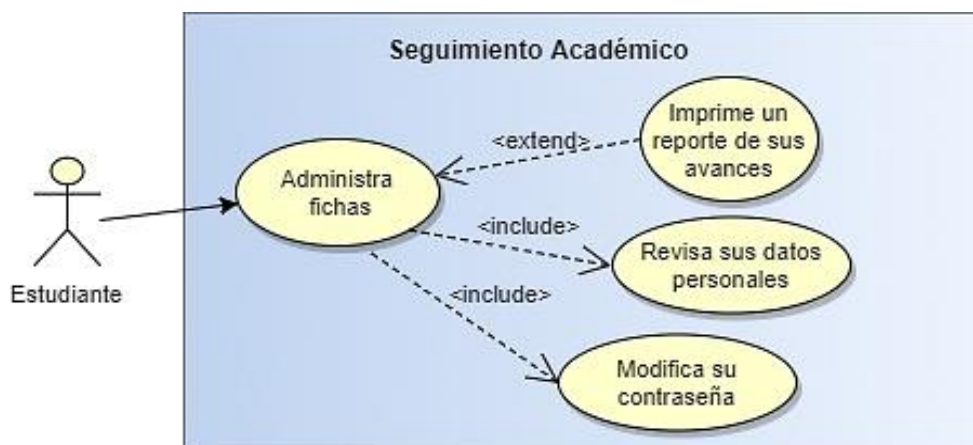 Seguimiento Académico
Imprime un
reporte de sus
avances
<extend>
Administra
fichas
<include>
Revisa sus datos
personales
Estudiante
<include>
Modifica su
contraseña